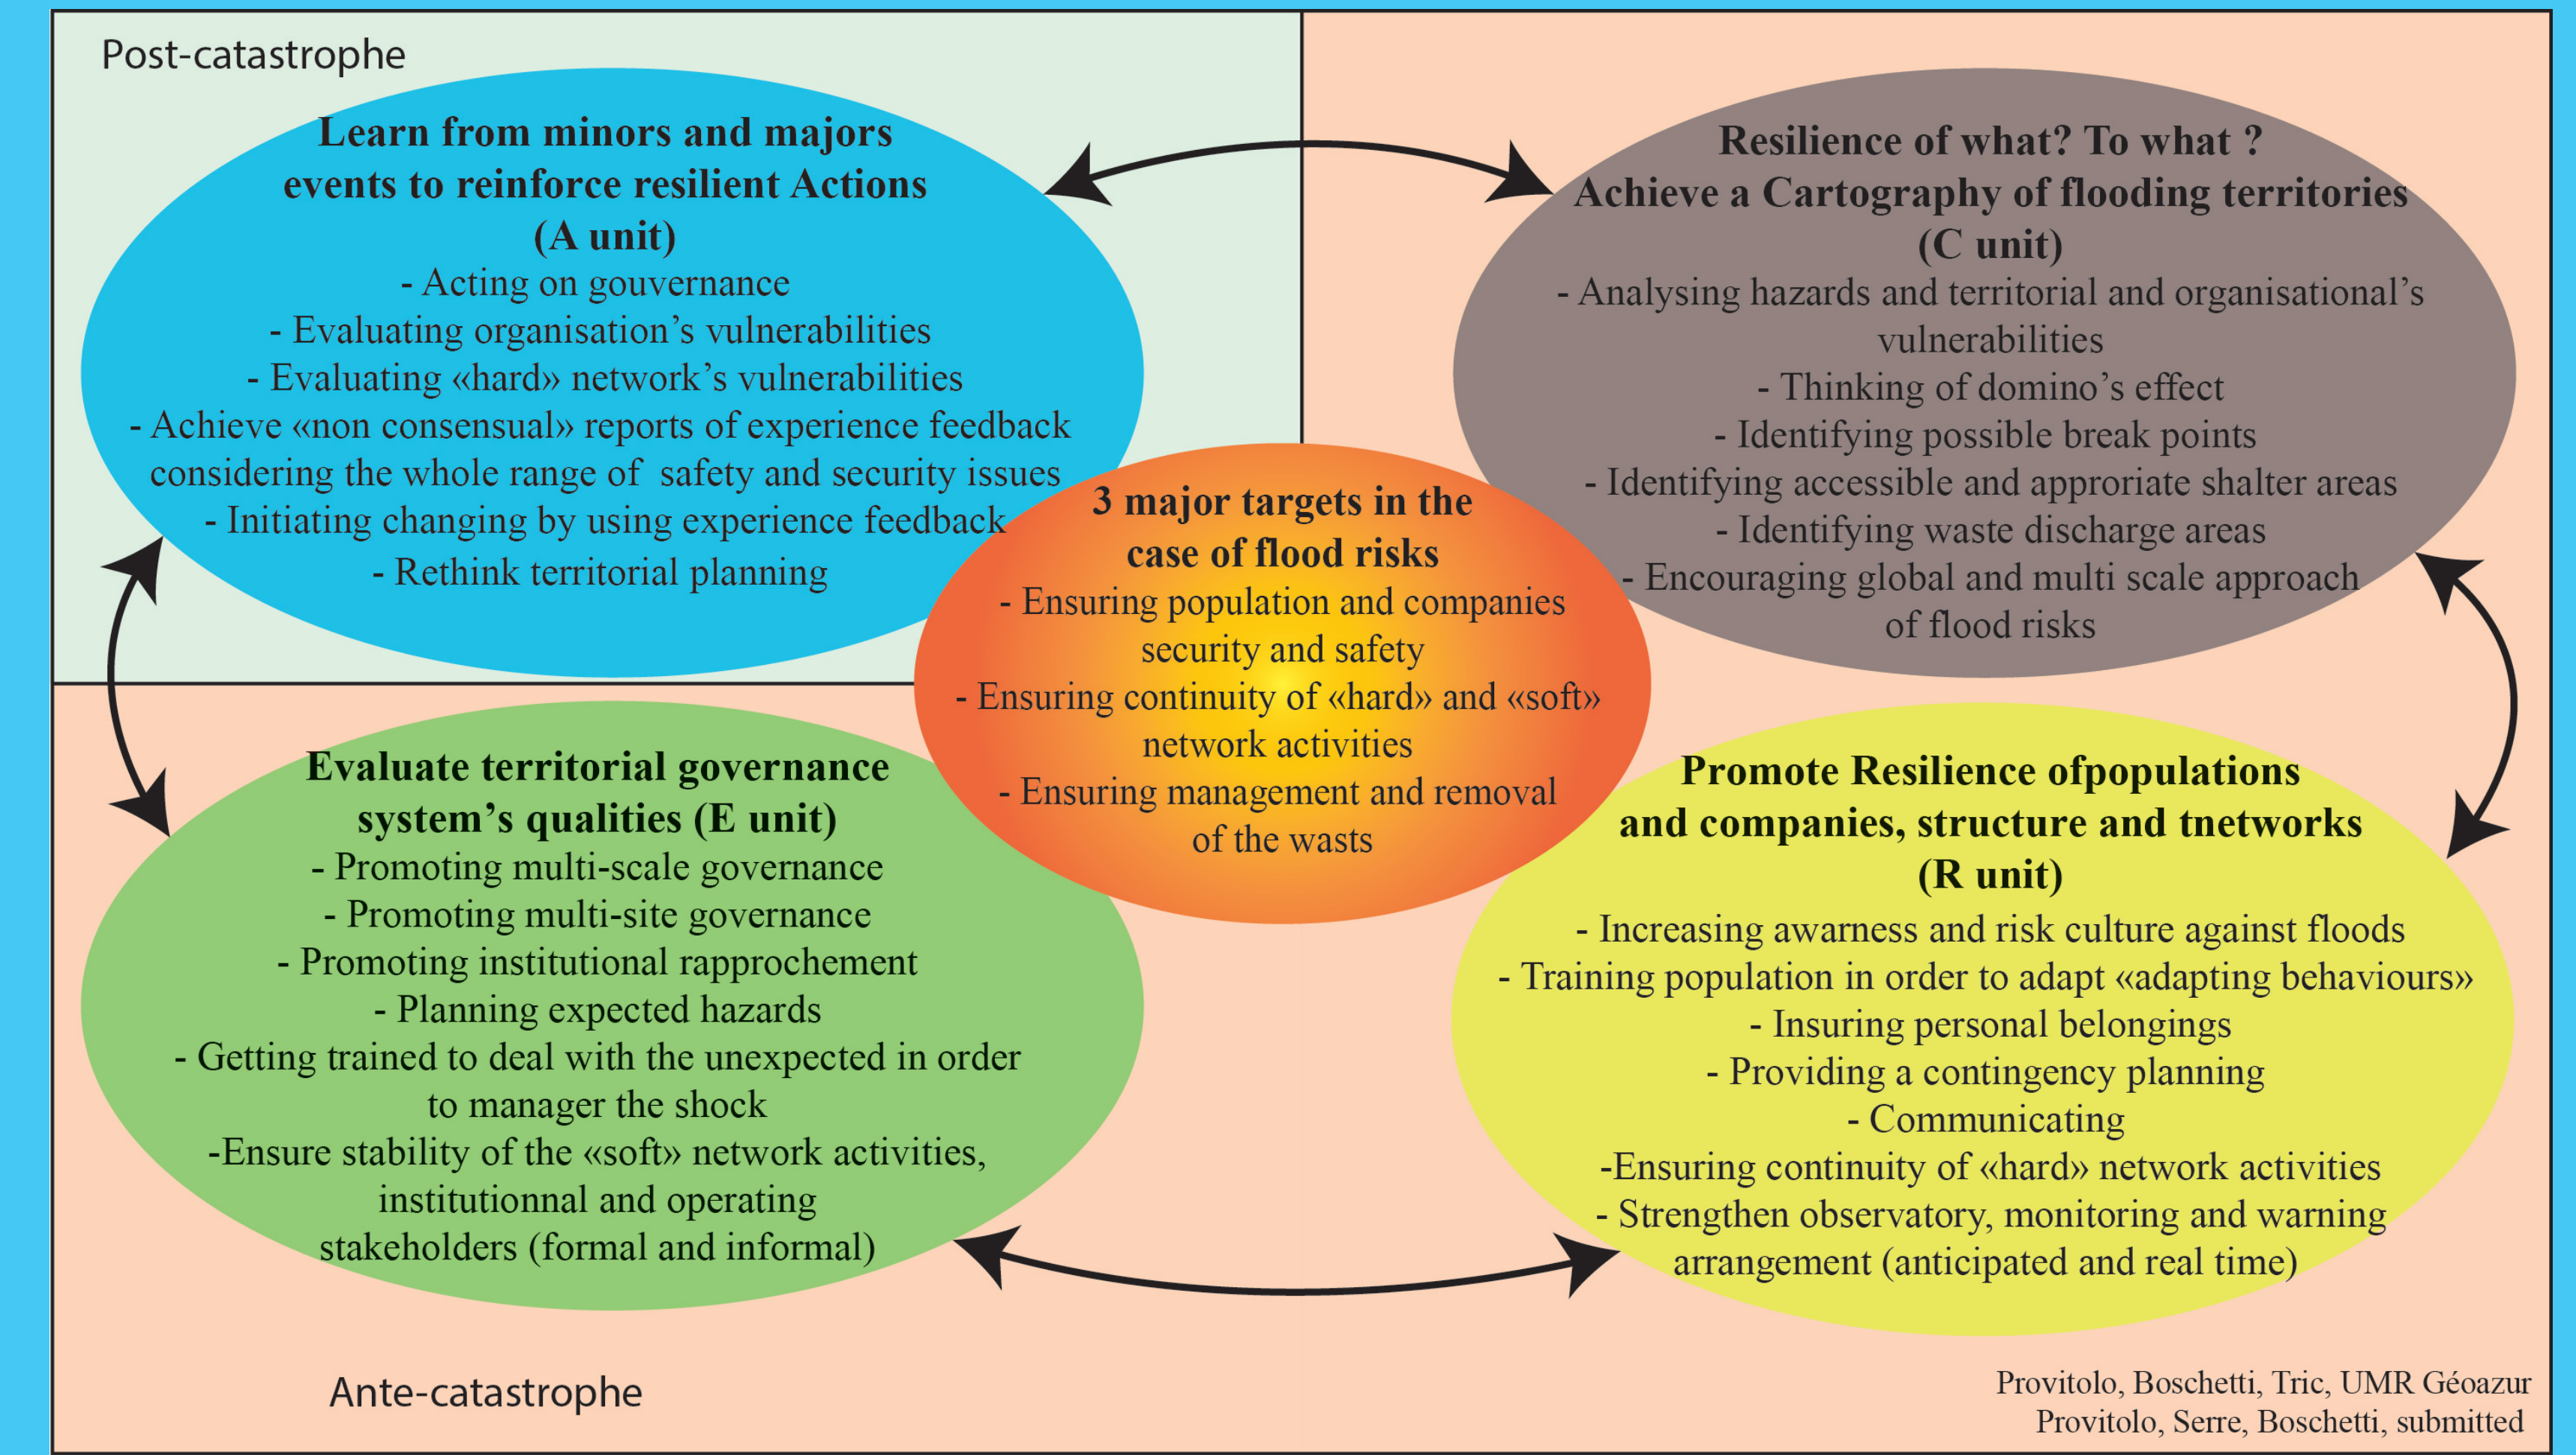 Post-catastrophe
Learn from minors and majors
events to reinforce resilient Actions
(A unit)
- Acting on gouvernance
- Evaluating organisation’s vulnerabilities
- Evaluating «hard» network’s vulnerabilities
- Achieve «non consensual» reports of experience feedback
considering the whole range of safety and security issues
- Initiating changing by using experience feedback
- Rethink territorial planning
Resilience of what? To what ?
Achieve a Cartography of flooding territories
(C unit)
- Analysing hazards and territorial and organisational’s
vulnerabilities
- Thinking of domino’s effect
- Identifying possible break points
- Identifying accessible and approriate shalter areas
- Identifying waste discharge areas
- Encouraging global and multi scale approach
of flood risks
3 major targets in the
case of flood risks
- Ensuring population and companies
security and safety
- Ensuring continuity of «hard» and «soft»
network activities
- Ensuring management and removal
of the wasts
Evaluate territorial governance
system’s qualities (E unit)
- Promoting multi-scale governance
- Promoting multi-site governance
- Promoting institutional rapprochement
- Planning expected hazards
- Getting trained to deal with the unexpected in order
to manager the shock
-Ensure stability of the «soft» network activities,
institutionnal and operating
stakeholders (formal and informal)
Promote Resilience ofpopulations
and companies, structure and tnetworks
(R unit)
- Increasing awarness and risk culture against floods
- Training population in order to adapt «adapting behaviours»
- Insuring personal belongings
- Providing a contingency planning
- Communicating
-Ensuring continuity of «hard» network activities
- Strengthen observatory, monitoring and warning
arrangement (anticipated and real time)
Ante-catastrophe
Provitolo, Boschetti, Tric, UMR Géoazur
Provitolo, Serre, Boschetti, submitted